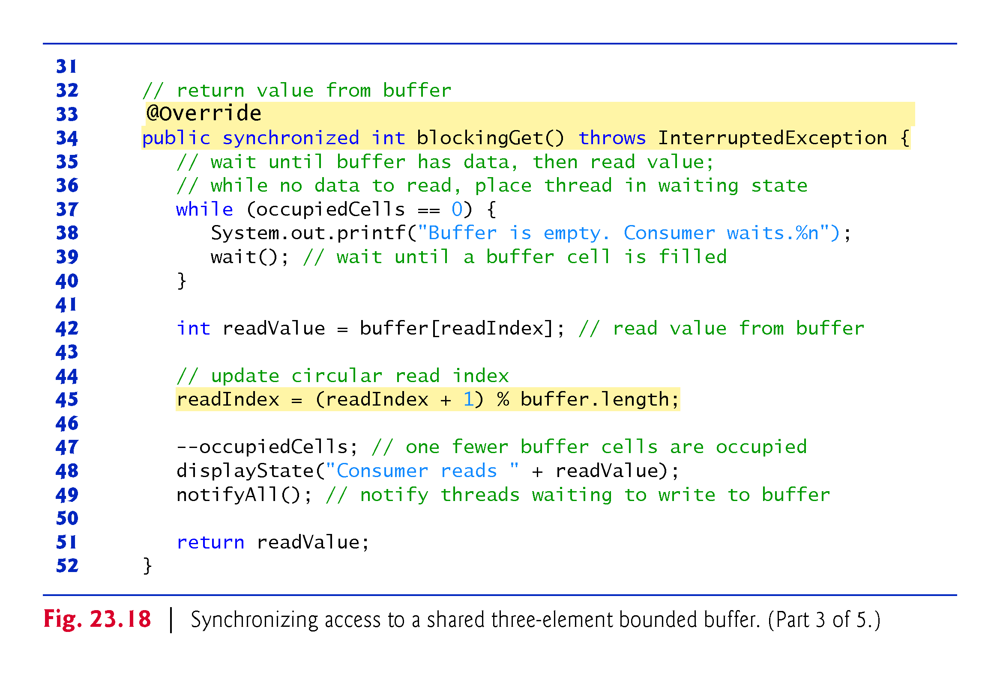 31
32 // return value from buffer
33 @Override
34 public synchronized int blockingGet() throws InterruptedException {
35 // wait until buffer has data, then read value;
36 // while no data to read, place thread in waiting state
37 while (occupiedCells == 0) {
38 System.out.printf("Buffer is empty. Consumer waits.%n");
39 wait(); // wait until a buffer cell is filled
40 }
41
42 int readValue = buffer[readIndex]; // read value from buffer
43
44 // update circular read index
45 readIndex = (readIndex + 1) % buffer.length;
46
47 --occupiedCells; // one fewer buffer cells are occupied
48 displayState("Consumer reads " + readValue);
49 notifyAll(); // notify threads waiting to write to buffer
50
51 return readValue;
52 }
Fig. 23.18 | Synchronizing access to a shared three-element bounded buffer. (Part 3 of 5.)